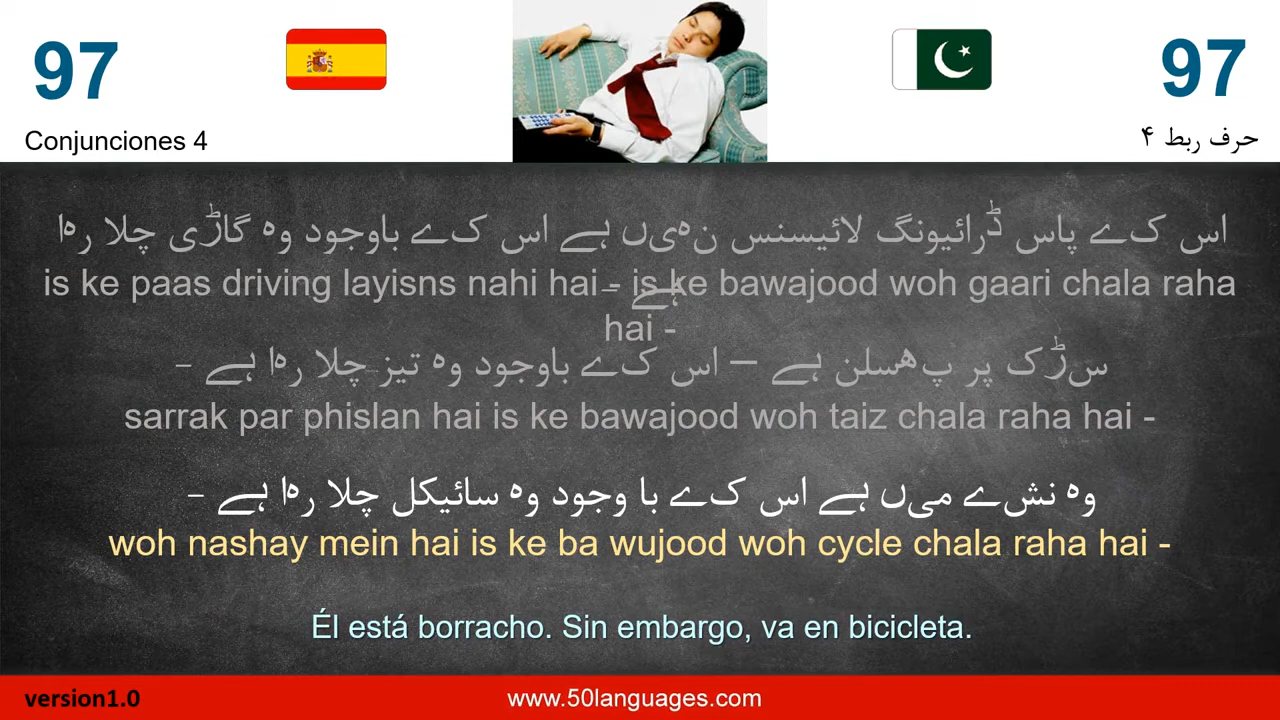 97
97
Conjunciones 4
حرف ربط ۴
اس کے پاس ڈرائیونگ لائیسنس نہیں ہے اس کے باوجود وہ گاڑی چلا رہا
ہے –
is ke paas driving layisns nahi hai - is ke bawajood woh gaari chala raha
hai -
سڑک پر پھسلن ہے – اس کے باوجود وہ تیز چلا رہا ہے –
sarrak par phislan hai is ke bawajood woh taiz chala raha hai -
وہ نشے میں ہے اس کے با وجود وہ سائیکل چلا رہا ہے –
woh nashay mein hai is ke ba wujood woh cycle chala raha hai -
Él está borracho. Sin embargo, va en bicicleta.
version1.0
www.50languages.com